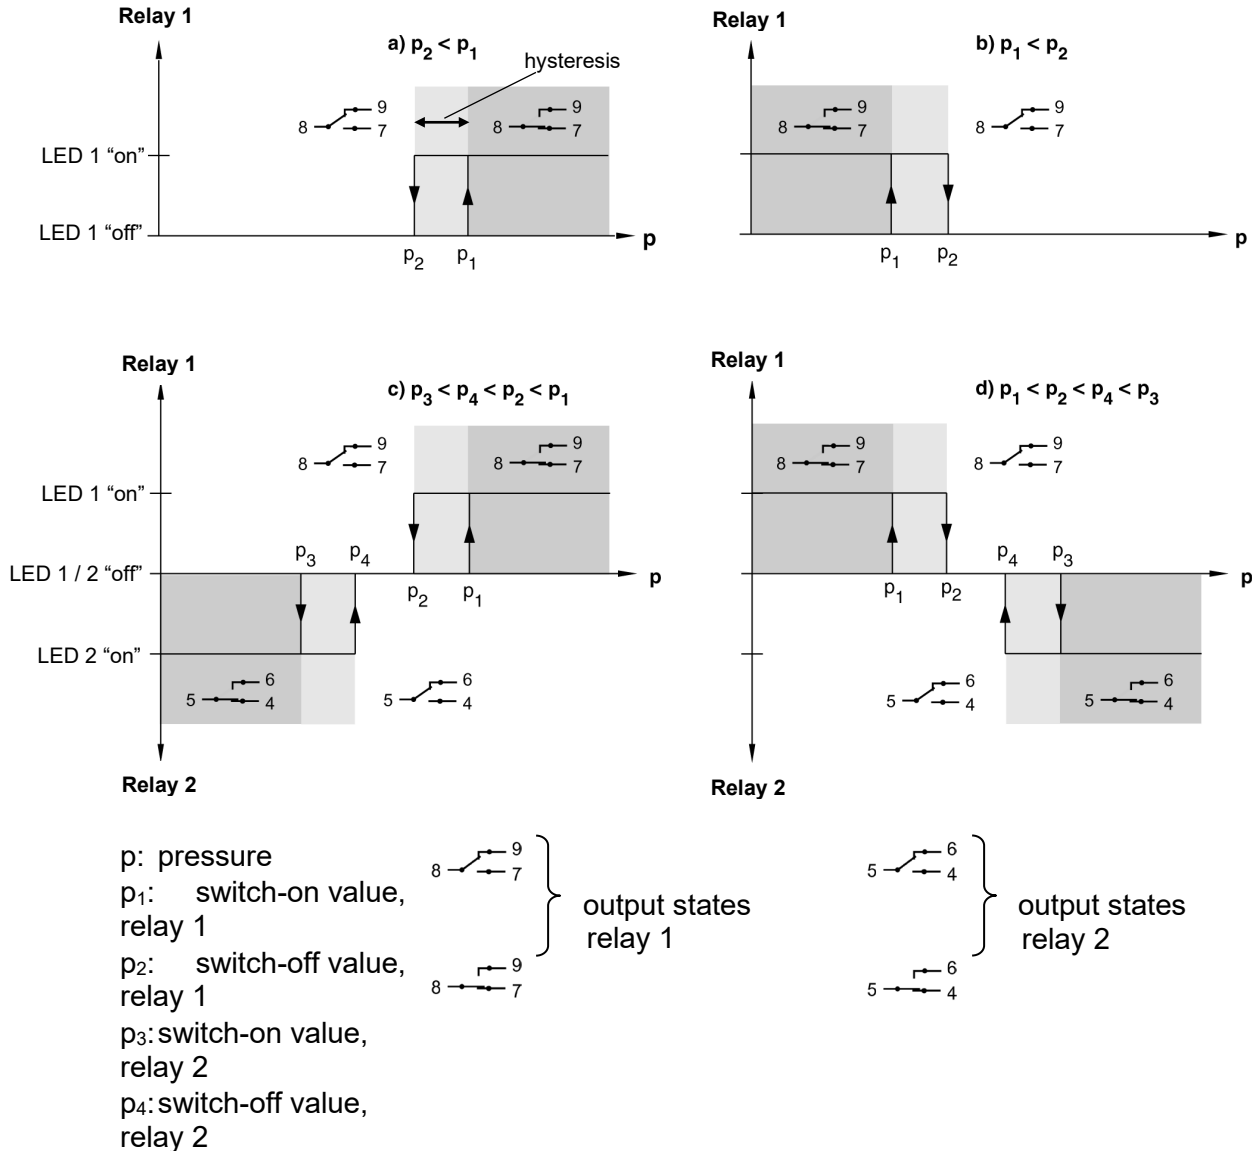 Relay 1
a) p2 < p1
hysteresis
9
8
7
9
8
7
LED 1 “on”
LED 1 “off”
p2
p1
p
Relay 1
b) p1 < p2
9
8
7
9
8
7
p1
p2
p
Relay 1
c) p3 < p4 < p2 < p1
9
8
7
9
8
7
LED 1 “on”
p3
p4
LED 1 / 2 “off”
p
p2
p1
LED 2 “on”
6
5
4
6
5
4
Relay 2
Relay 1
d) p1 < p2 < p4 < p3
9
8
7
9
8
7
p4
p3
p
p1
p2
6
5
4
6
5
4
Relay 2
p: pressure
p1: switch-on value,
relay 1
p2: switch-off value,
relay 1
p3: switch-on value,
relay 2
p4: switch-off value,
relay 2
9
8
7
9
8
7
output states
relay 1
6
5
4
6
5
4
output states
relay 2